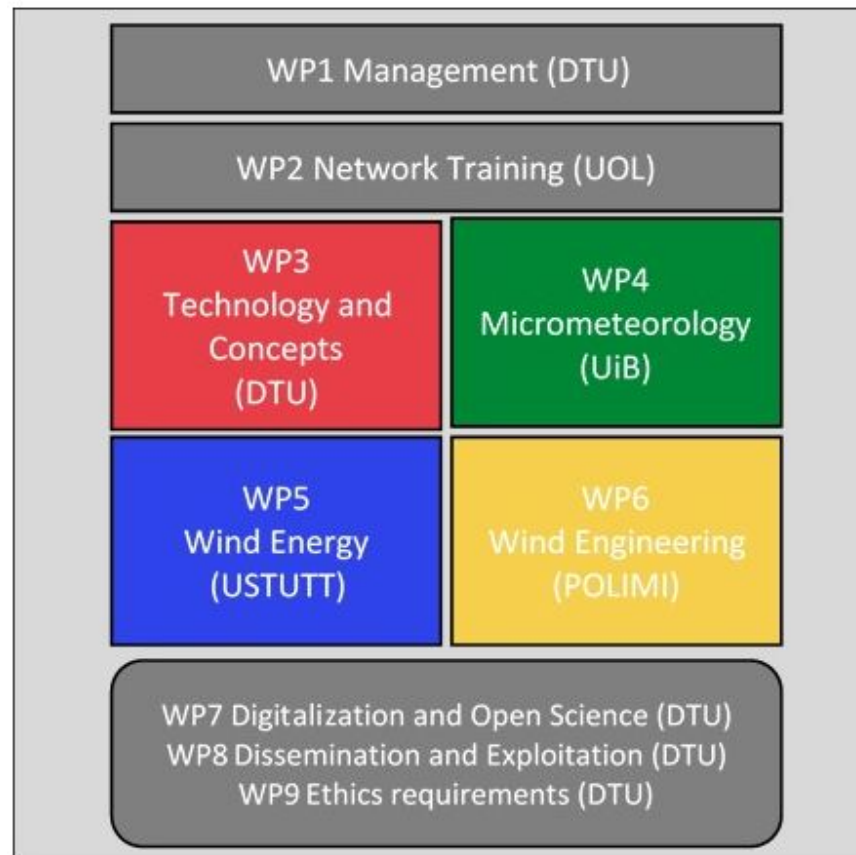 WP1 Management (DTU)
WP2 Network Training (UOL)
WP3
Technology and
Concepts
(DTU)
WP4
Micrometeorology
(UiB)
WP5
Wind Energy
(USTUTT)
WP6
Wind Engineering
(POLIMI)
WP7 Digitalization and Open Science (DTU)
WP8 Dissemination and Exploitation (DTU)
WP9 Ethics requirements (DTU)